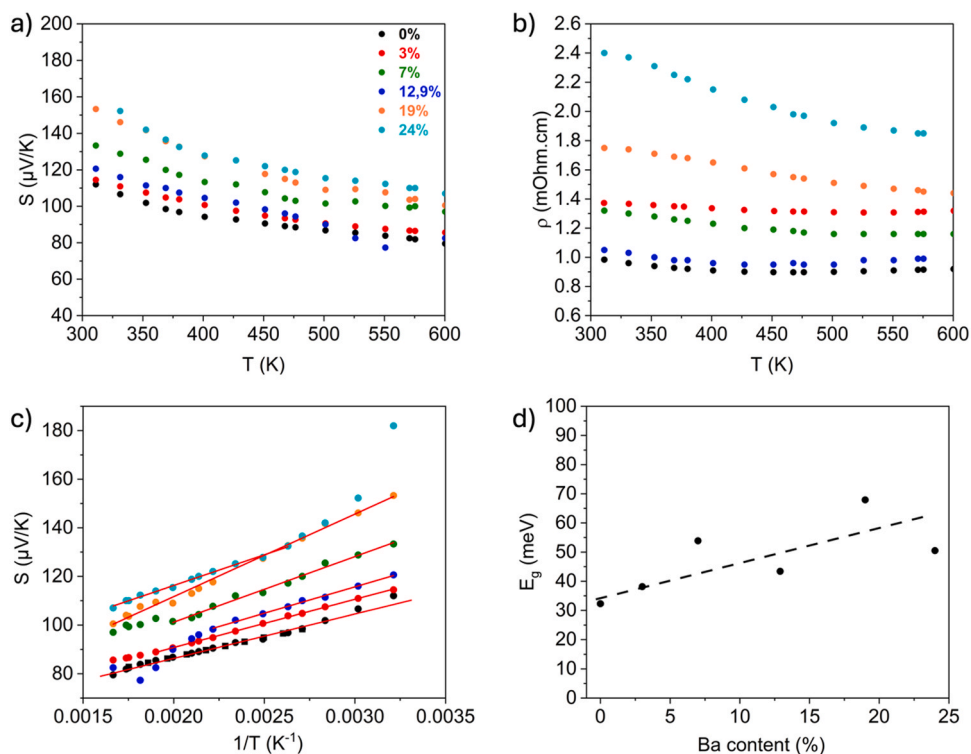 a)
200
180
160
140
120
100
80
60
40
S (µV/K)
0%
3%
7%
12,9%
19%
24%
300 350 400 450 500 550 600
T (K)
b)
2.6
2.4
2.2
2.0
1.8
1.6
1.4
1.2
1.0
0.8
0.6
ρ (mOhm.cm)
300 350 400 450 500 550 600
T (K)
c)
180
160
140
120
100
80
S (µV/K)
0.0015 0.0020 0.0025 0.0030 0.0035
1/T (K⁻¹)
d)
100
90
80
70
60
50
40
30
20
10
0
E_g (meV)
0 5 10 15 20 25
Ba content (%)